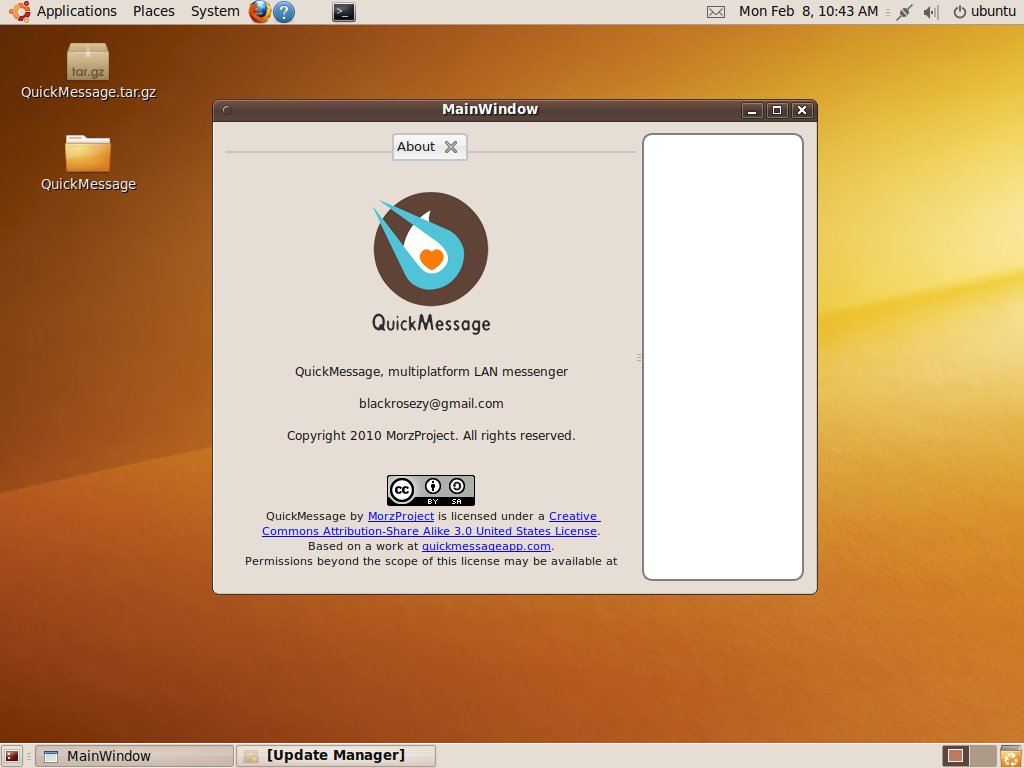 Applications Places System Mon Feb 8, 10:43 AM ubuntu
tar.gz
QuickMessage.tar.gz
QuickMessage
MainWindow
About
QuickMessage
QuickMessage, multiplatform LAN messenger
blackrosezy@gmail.com
Copyright 2010 MorzProject. All rights reserved.
cc BY SA
QuickMessage by MorzProject is licensed under a Creative
Commons Attribution-Share Alike 3.0 United States License.
Based on a work at quickmessageapp.com.
Permissions beyond the scope of this license may be available at
MainWindow [Update Manager]